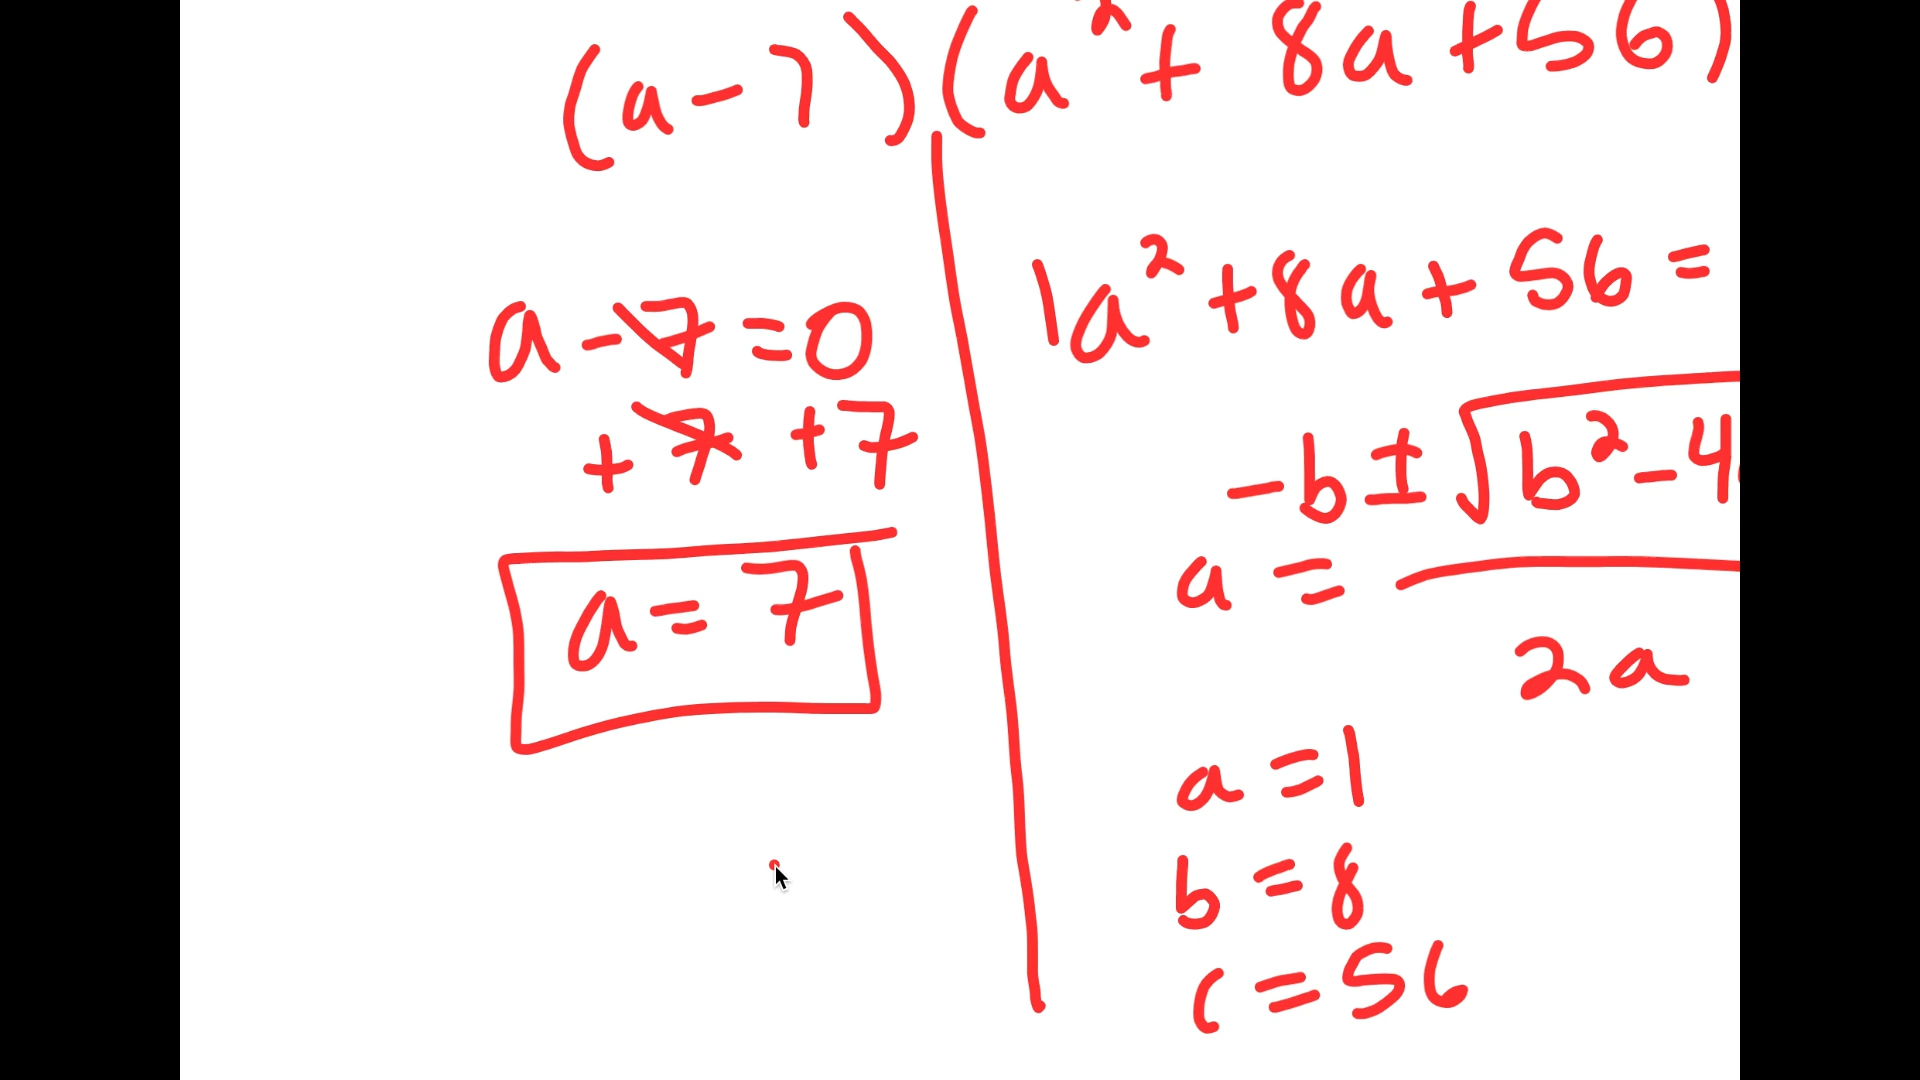 (a-7)(a²+8a+56)
a-7=0
+7 +7
a=7
1a²+8a+56=
-b±√b²-4
a=
2a
a=1
b=8
c=56